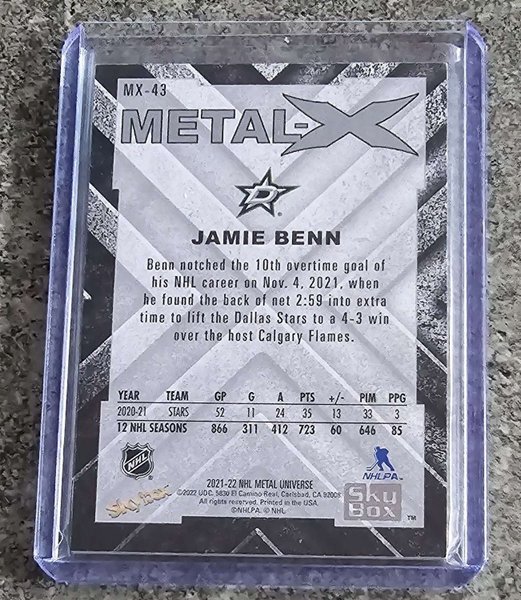 MX-43
METAL-X
D
JAMIE BENN
Benn notched the 10th overtime goal of
his NHL career on Nov. 4, 2021, when
he found the back of net 2:59 into extra
time to lift the Dallas Stars to a 4-3 win
over the host Calgary Flames.
YEAR TEAM GP G A PTS +/- PIM PPG
2020-21 STARS 52 11 24 35 13 33 3
12 NHL SEASONS 866 311 412 723 60 646 85
NHL
NHLPA
2021-22 NHL METAL UNIVERSE
©2022 UDC. 5830 El Camino Real, Carlsbad, CA 92008.
All rights reserved. Printed in the USA.
©NHLPA. © NHL
skybox
SkyBox
TM